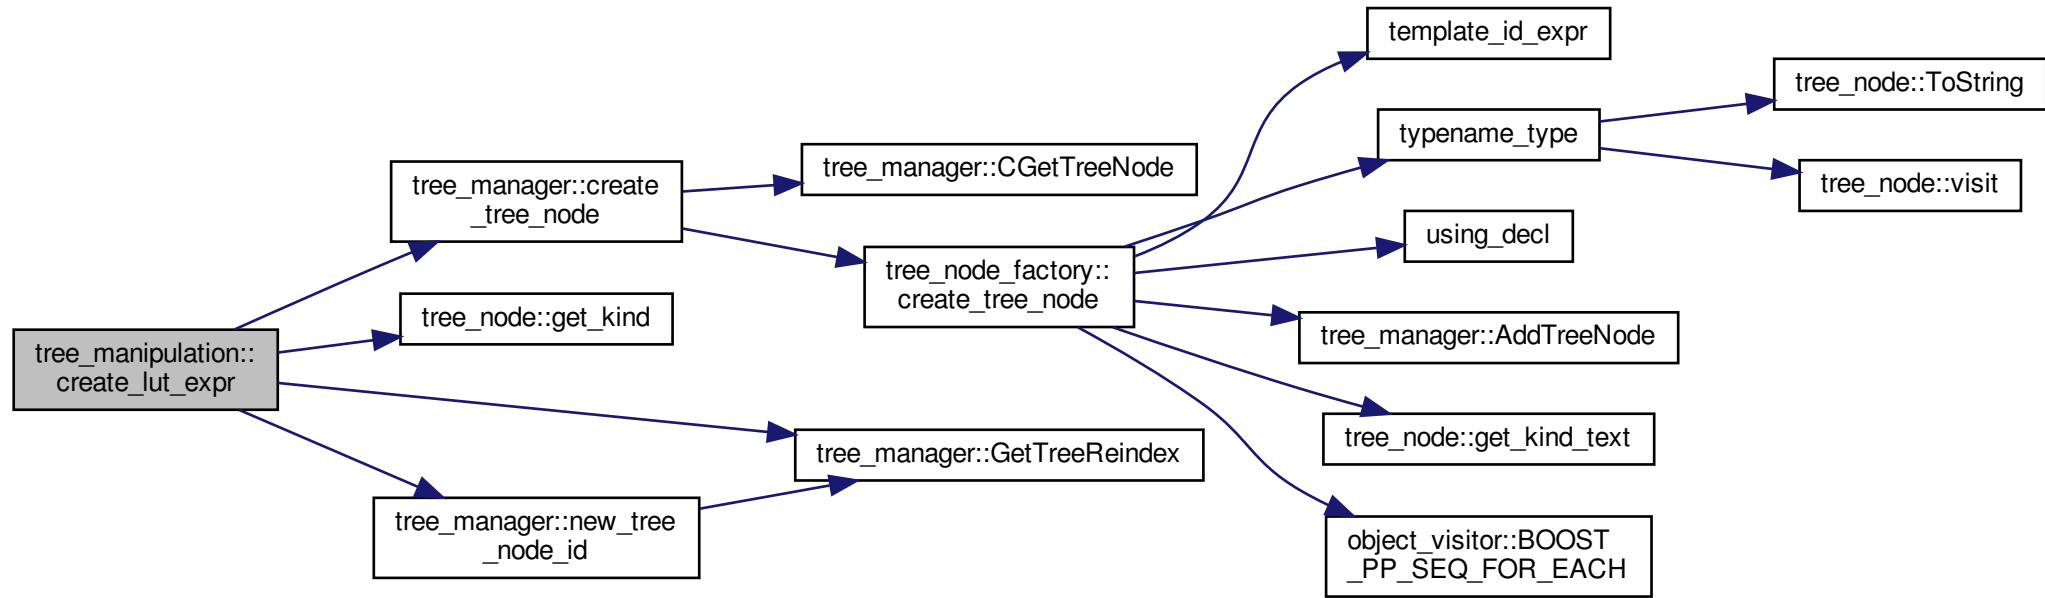 tree_manipulation::
create_lut_expr
tree_manager::create
_tree_node
tree_node::get_kind
tree_manager::GetTreeReindex
tree_manager::new_tree
_node_id
tree_manager::CGetTreeNode
tree_node_factory::
create_tree_node
template_id_expr
typename_type
using_decl
tree_manager::AddTreeNode
tree_node::get_kind_text
object_visitor::BOOST
_PP_SEQ_FOR_EACH
tree_node::ToString
tree_node::visit